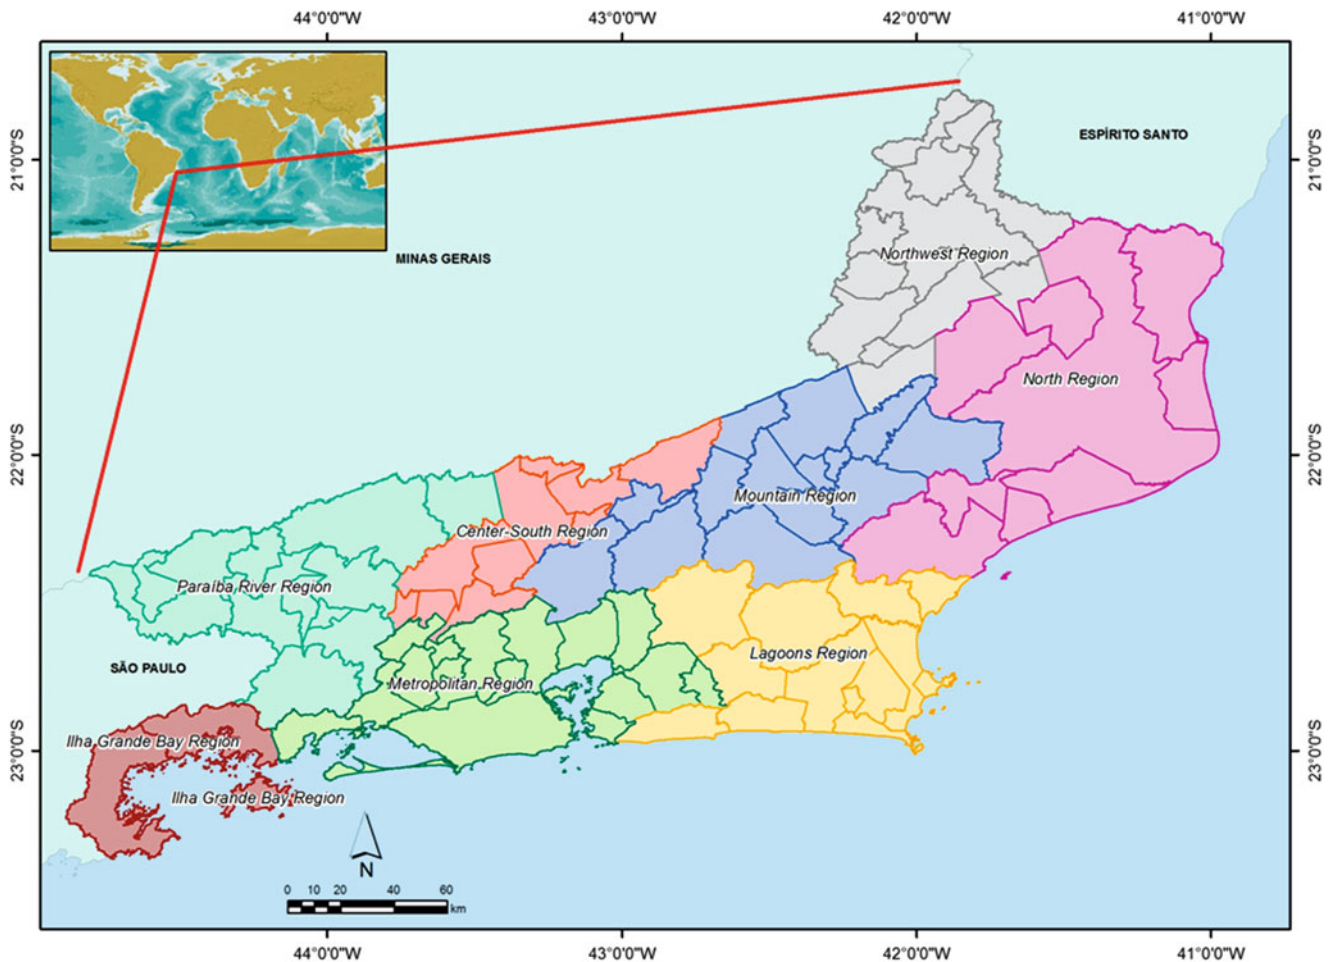 44°0'0"W 43°0'0"W 42°0'0"W 41°0'0"W
21°0'0"S
21°0'0"S
ESPÍRITO SANTO
MINAS GERAIS
Northwest Region
North Region
22°0'0"S
22°0'0"S
Mountain Region
Center-South Region
Paraíba River Region
Lagoons Region
SÃO PAULO
Metropolitan Region
Ilha Grande Bay Region
23°0'0"S
23°0'0"S
Ilha Grande Bay Region
N
0 10 20 40 60
km
44°0'0"W 43°0'0"W 42°0'0"W 41°0'0"W